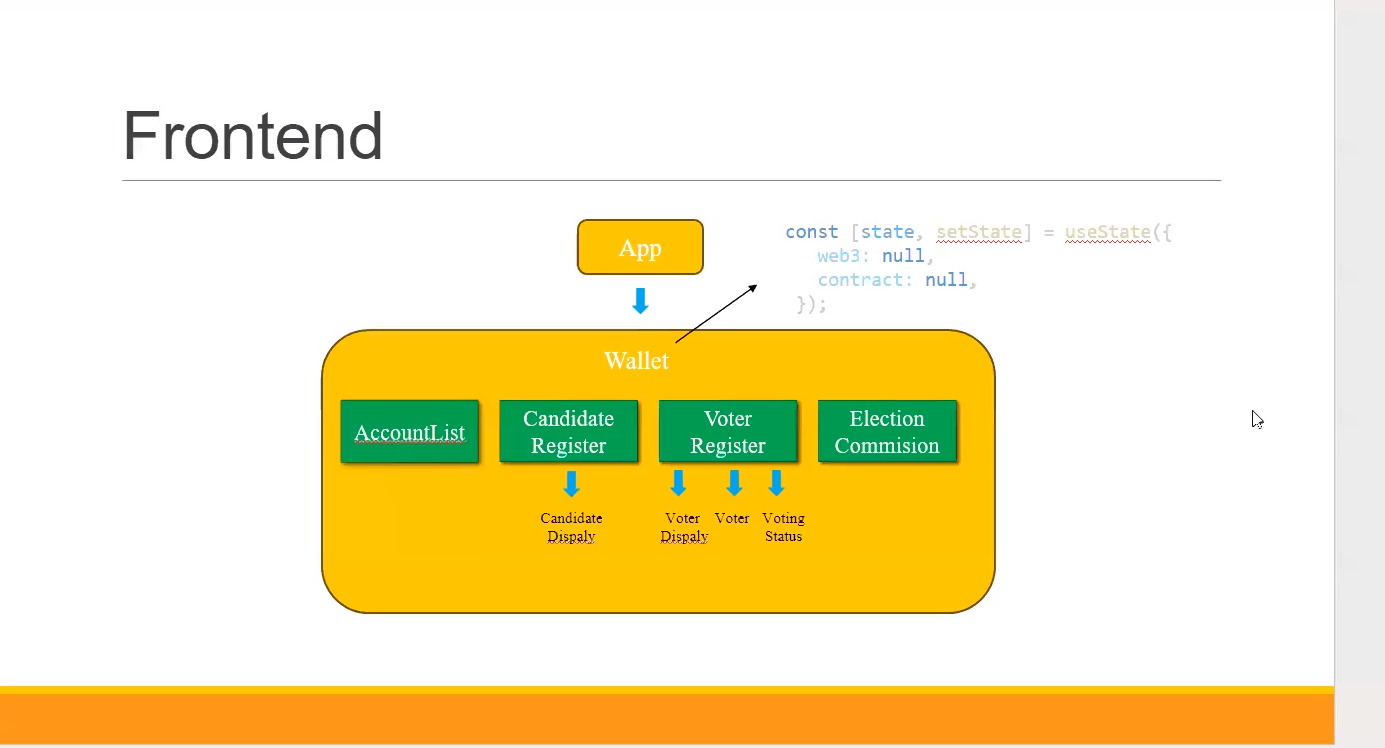 Frontend
App
const [state, setState] = useState({
web3: null,
contract: null,
});
Wallet
AccountList
Candidate
Register
Voter
Register
Election
Commision
Candidate
Dispaly
Voter
Dispaly
Voter
Voting
Status